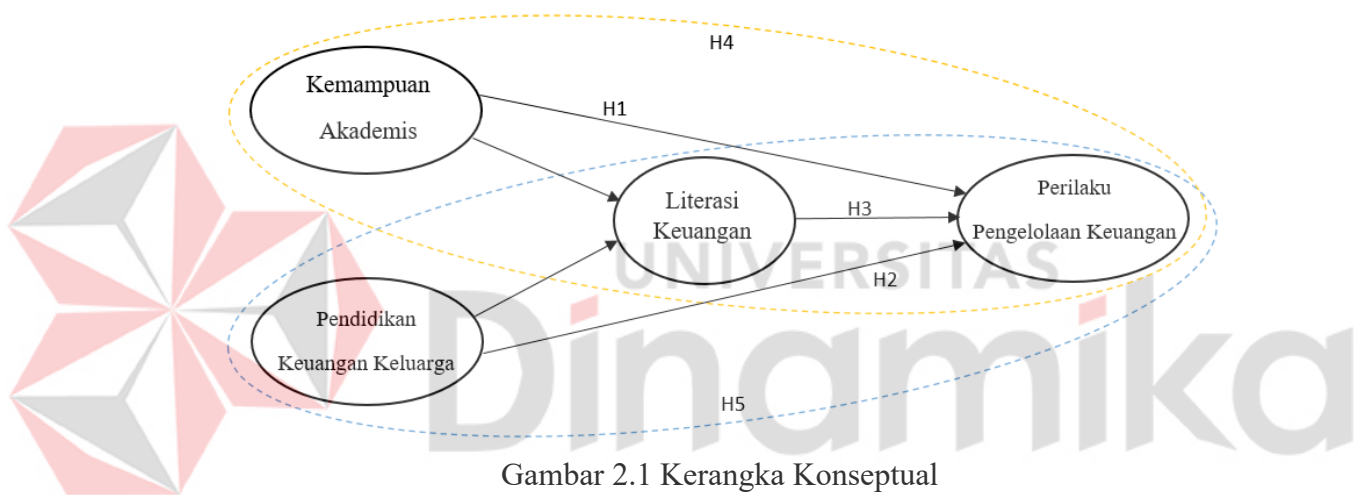 H4
Kemampuan
Akademis
H1
Literasi
Keuangan
H3
Perilaku
Pengelolaan Keuangan
UNIVERSITAS
H2
Pendidikan
Keuangan Keluarga
Dinamika
H5
Gambar 2.1 Kerangka Konseptual